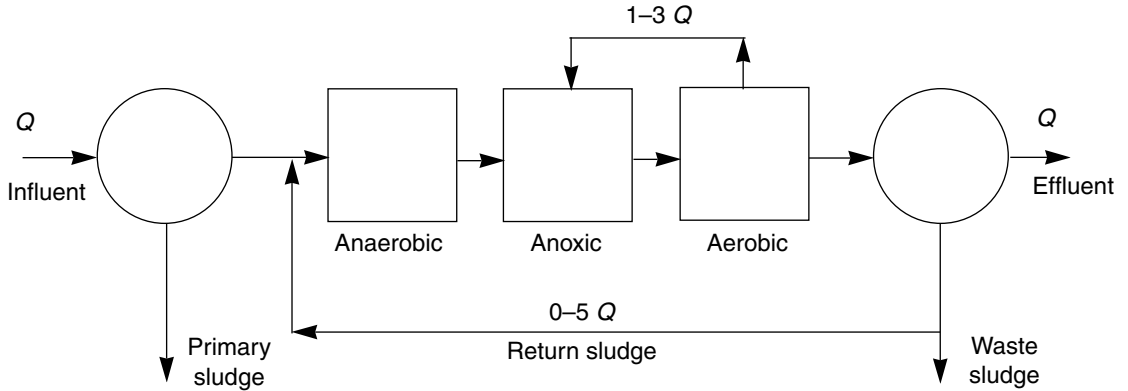 1–3 Q
Q
Influent
Anaerobic
Anoxic
Aerobic
Q
Effluent
0–5 Q
Return sludge
Primary
sludge
Waste
sludge